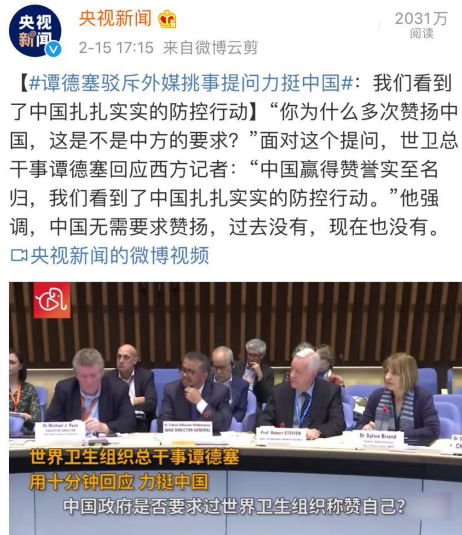 央视新闻
央视
新闻
2031万
阅读
2-15 17:15 来自微博云剪
【#谭德塞驳斥外媒挑事提问力挺中国#：我们看到
了中国扎扎实实的防控行动】“你为什么多次赞扬中
国，这是不是中方的要求？”面对这个提问，世卫总
干事谭德塞回应西方记者：“中国赢得赞誉实至名
归，我们看到了中国扎扎实实的防控行动。”他强
调，中国无需要求赞扬，过去没有，现在也没有。
央视新闻的微博视频
Dr Michael J. Ryan
EXECUTIVE DIRECTOR
WHO DIRECTOR GENERAL
Prof. Robert STEFFEN
Dr Sylvie Briand
世界卫生组织总干事谭德塞
用十分钟回应 力挺中国
中国政府是否要求过世界卫生组织称赞自己？